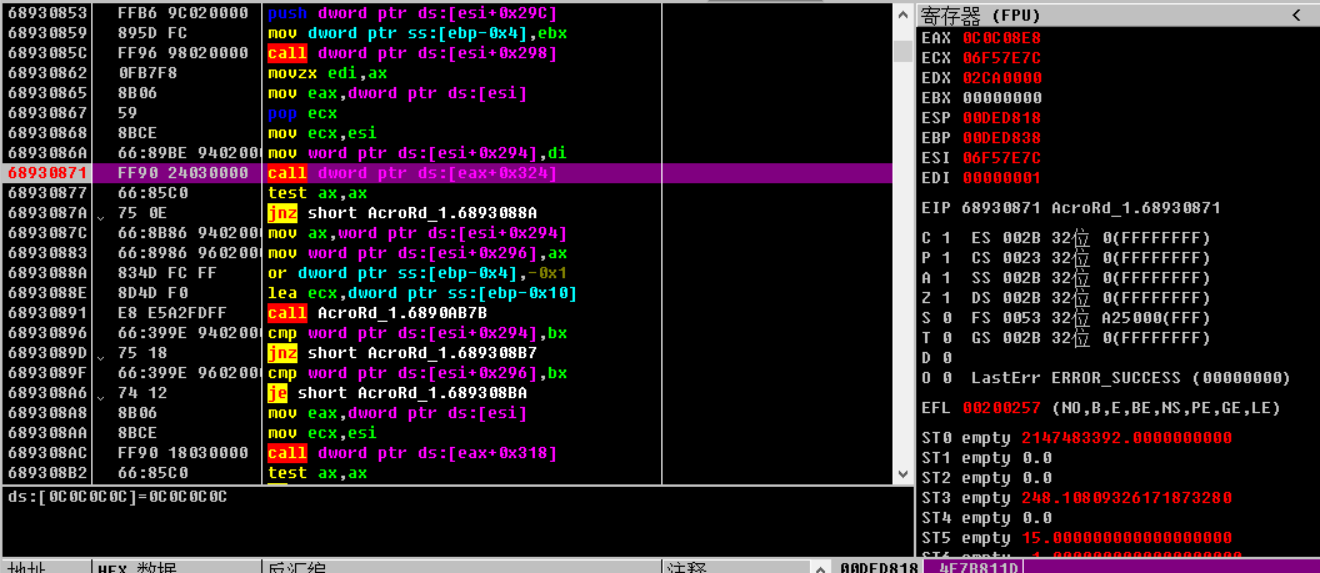 68930853 FFB6 9C020000 push dword ptr ds:[esi+0x29C]
68930859 895D FC mov dword ptr ss:[ebp-0x4],ebx
6893085C FF96 98020000 call dword ptr ds:[esi+0x298]
68930862 0FB7F8 movzx edi,ax
68930865 8B06 mov eax,dword ptr ds:[esi]
68930867 59 pop ecx
68930868 8BCE mov ecx,esi
6893086A 66:89BE 940200 mov word ptr ds:[esi+0x294],di
68930871 FF90 24030000 call dword ptr ds:[eax+0x324]
68930877 66:85C0 test ax,ax
6893087A 75 0E jnz short AcroRd_1.6893088A
6893087C 66:8B86 940200 mov ax,word ptr ds:[esi+0x294]
68930883 66:8986 960200 mov word ptr ds:[esi+0x296],ax
6893088A 834D FC FF or dword ptr ss:[ebp-0x4],-0x1
6893088E 8D4D F0 lea ecx,dword ptr ss:[ebp-0x10]
68930891 E8 E5A2FDFF call AcroRd_1.6890AB7B
68930896 66:399E 940200 cmp word ptr ds:[esi+0x294],bx
6893089D 75 18 jnz short AcroRd_1.689308B7
6893089F 66:399E 960200 cmp word ptr ds:[esi+0x296],bx
689308A6 74 12 je short AcroRd_1.689308BA
689308A8 8B06 mov eax,dword ptr ds:[esi]
689308AA 8BCE mov ecx,esi
689308AC FF90 18030000 call dword ptr ds:[eax+0x318]
689308B2 66:85C0 test ax,ax
ds:[0C0C0C0C]=0C0C0C0C
地址 HEX 数据 反汇编 注释
寄存器 (FPU) <
EAX 0C0C08E8
ECX 06F57E7C
EDX 02CA0000
EBX 00000000
ESP 00DED818
EBP 00DED838
ESI 06F57E7C
EDI 00000001
EIP 68930871 AcroRd_1.68930871
C 1 ES 002B 32位 0(FFFFFFFF)
P 1 CS 0023 32位 0(FFFFFFFF)
A 1 SS 002B 32位 0(FFFFFFFF)
Z 1 DS 002B 32位 0(FFFFFFFF)
S 0 FS 0053 32位 A25000(FFF)
T 0 GS 002B 32位 0(FFFFFFFF)
D 0
O 0 LastErr ERROR_SUCCESS (00000000)
EFL 00200257 (NO,B,E,BE,NS,PE,GE,LE)
ST0 empty 2147483392.0000000000
ST1 empty 0.0
ST2 empty 0.0
ST3 empty 248.10809326171873280
ST4 empty 0.0
ST5 empty 15.000000000000000000
00DED818 4F7B811D